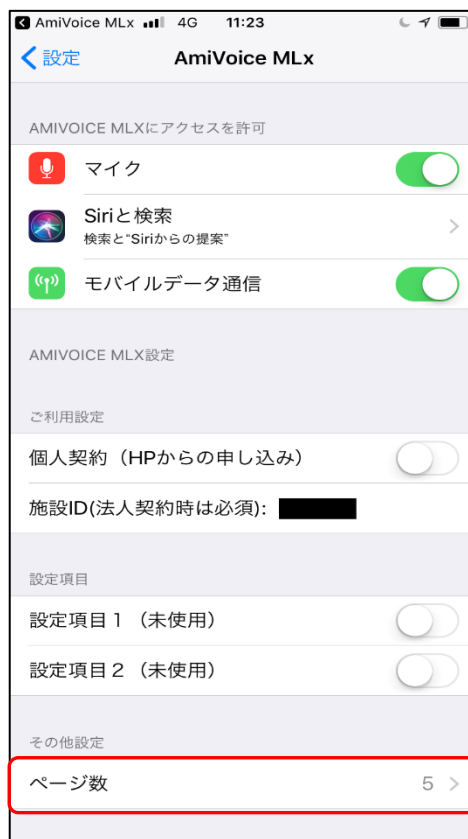 AmiVoice MLx 4G 11:23
設定 AmiVoice MLx
AMIVOICE MLXにアクセスを許可
マイク
Siriと検索
検索と“Siriからの提案”
モバイルデータ通信
AMIVOICE MLX設定
ご利用設定
個人契約（HPからの申し込み）
施設ID(法人契約時は必須):
設定項目
設定項目１（未使用）
設定項目２（未使用）
その他設定
ページ数 5